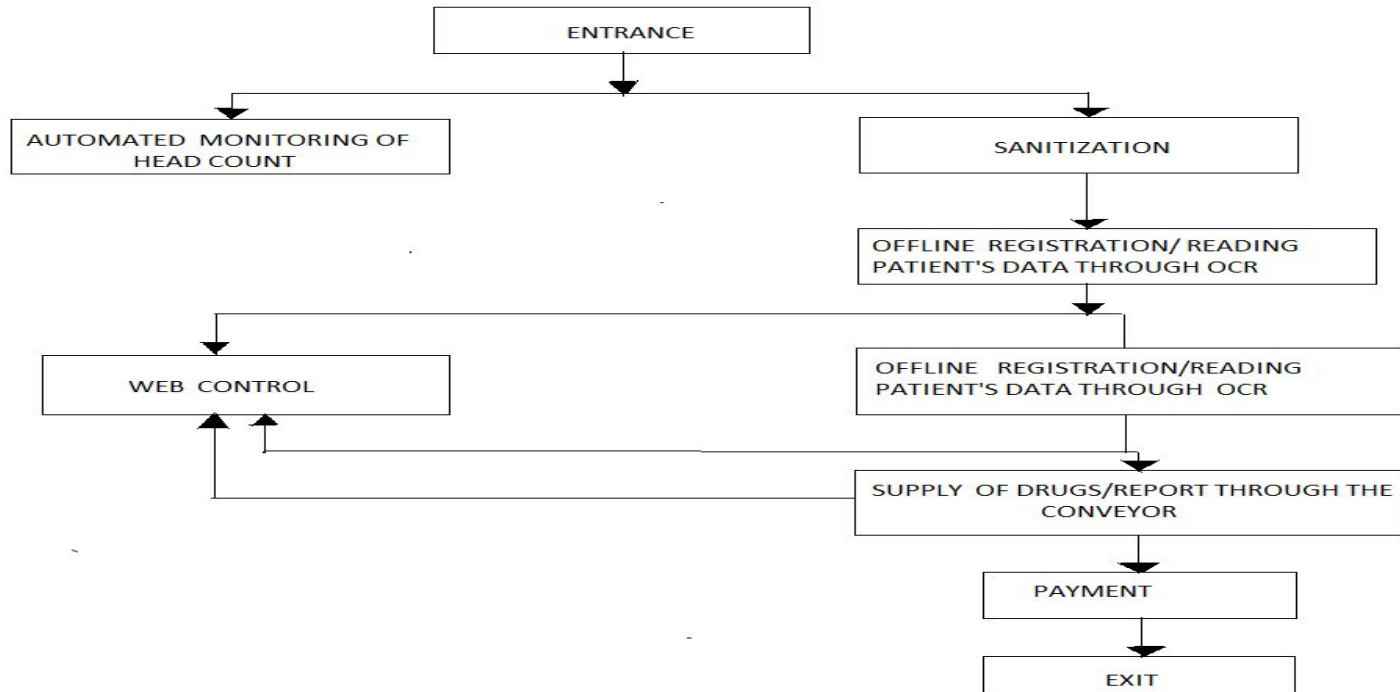 ENTRANCE
AUTOMATED MONITORING OF
HEAD COUNT
SANITIZATION
OFFLINE REGISTRATION/ READING
PATIENT'S DATA THROUGH OCR
WEB CONTROL
OFFLINE REGISTRATION/READING
PATIENT'S DATA THROUGH OCR
SUPPLY OF DRUGS/REPORT THROUGH THE
CONVEYOR
PAYMENT
EXIT